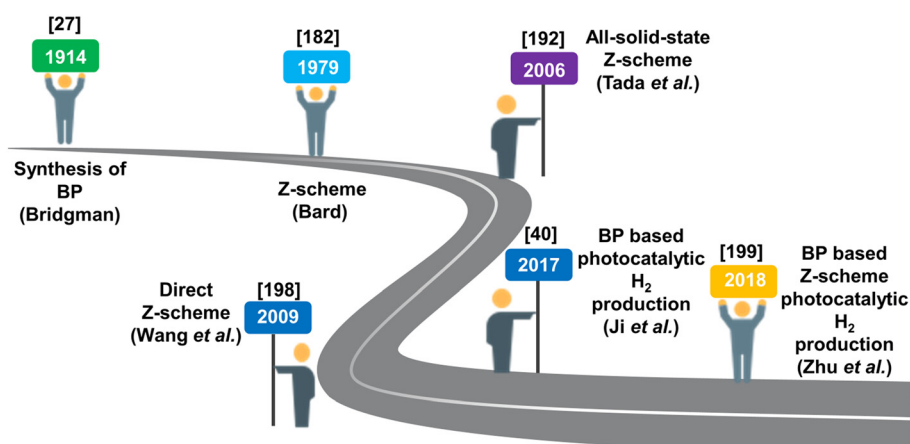 [27]
1914
Synthesis of
BP
(Bridgman)
[182]
1979
Z-scheme
(Bard)
[192]
2006
All-solid-state
Z-scheme
(Tada et al.)
Direct
Z-scheme
(Wang et al.)
[198]
2009
[40]
2017
BP based
photocatalytic
H₂
production
(Ji et al.)
[199]
2018
BP based
Z-scheme
photocatalytic
H₂
production
(Zhu et al.)